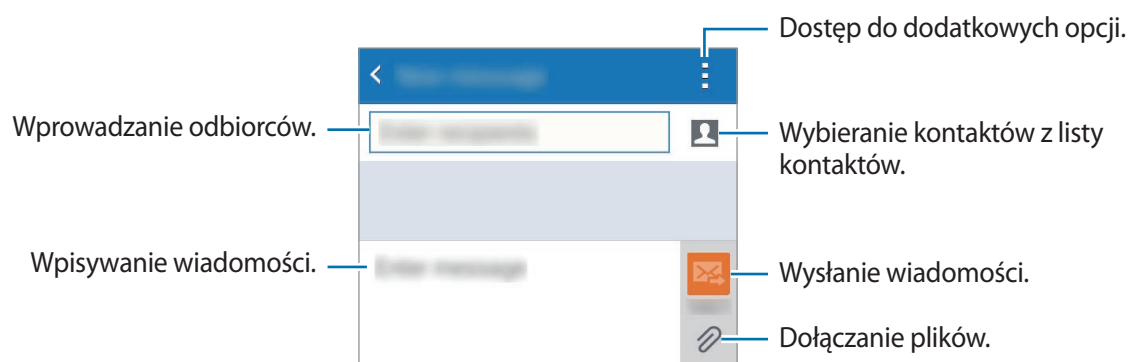 Dostęp do dodatkowych opcji.
Wprowadzanie odbiorców.
Wybieranie kontaktów z listy
kontaktów.
Wpisywanie wiadomości.
Wysłanie wiadomości.
Dołączanie plików.